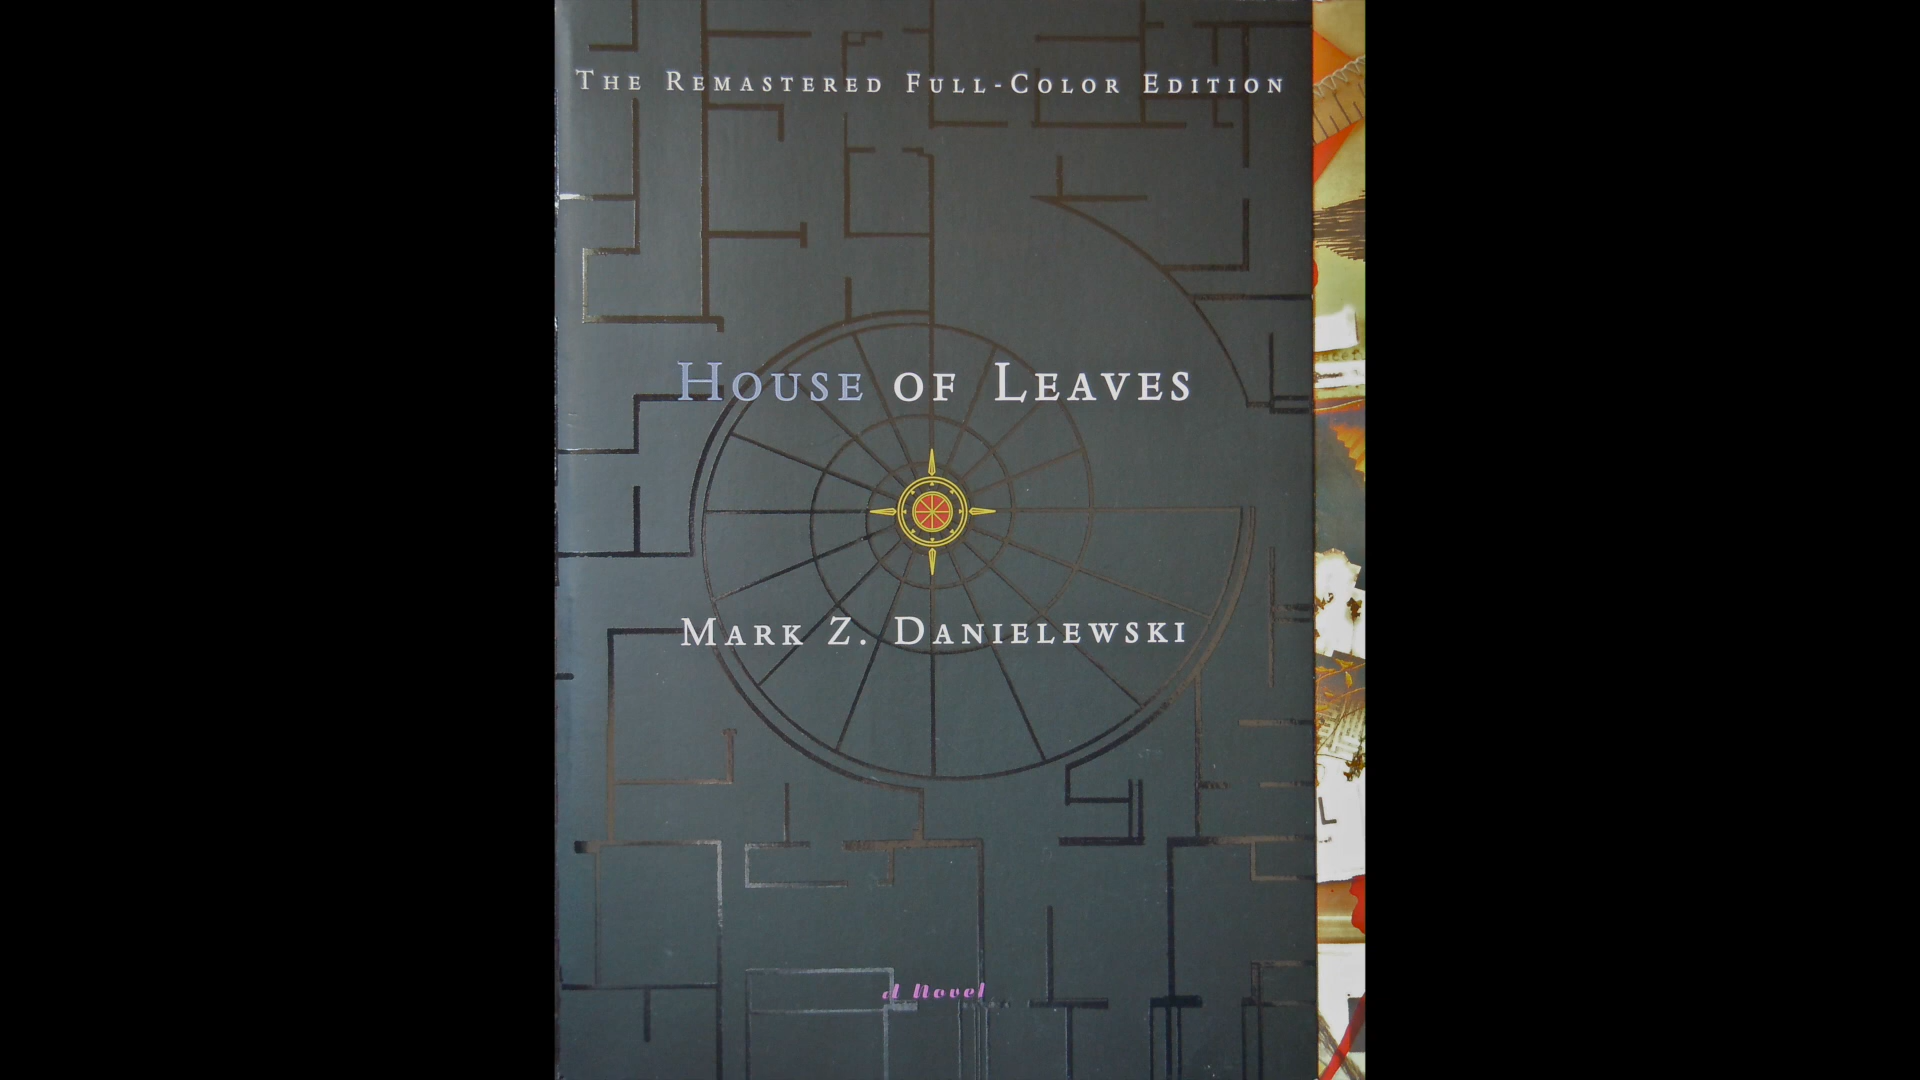 The Remastered Full-Color Edition
House of Leaves
Mark Z. Danielewski
a novel
L